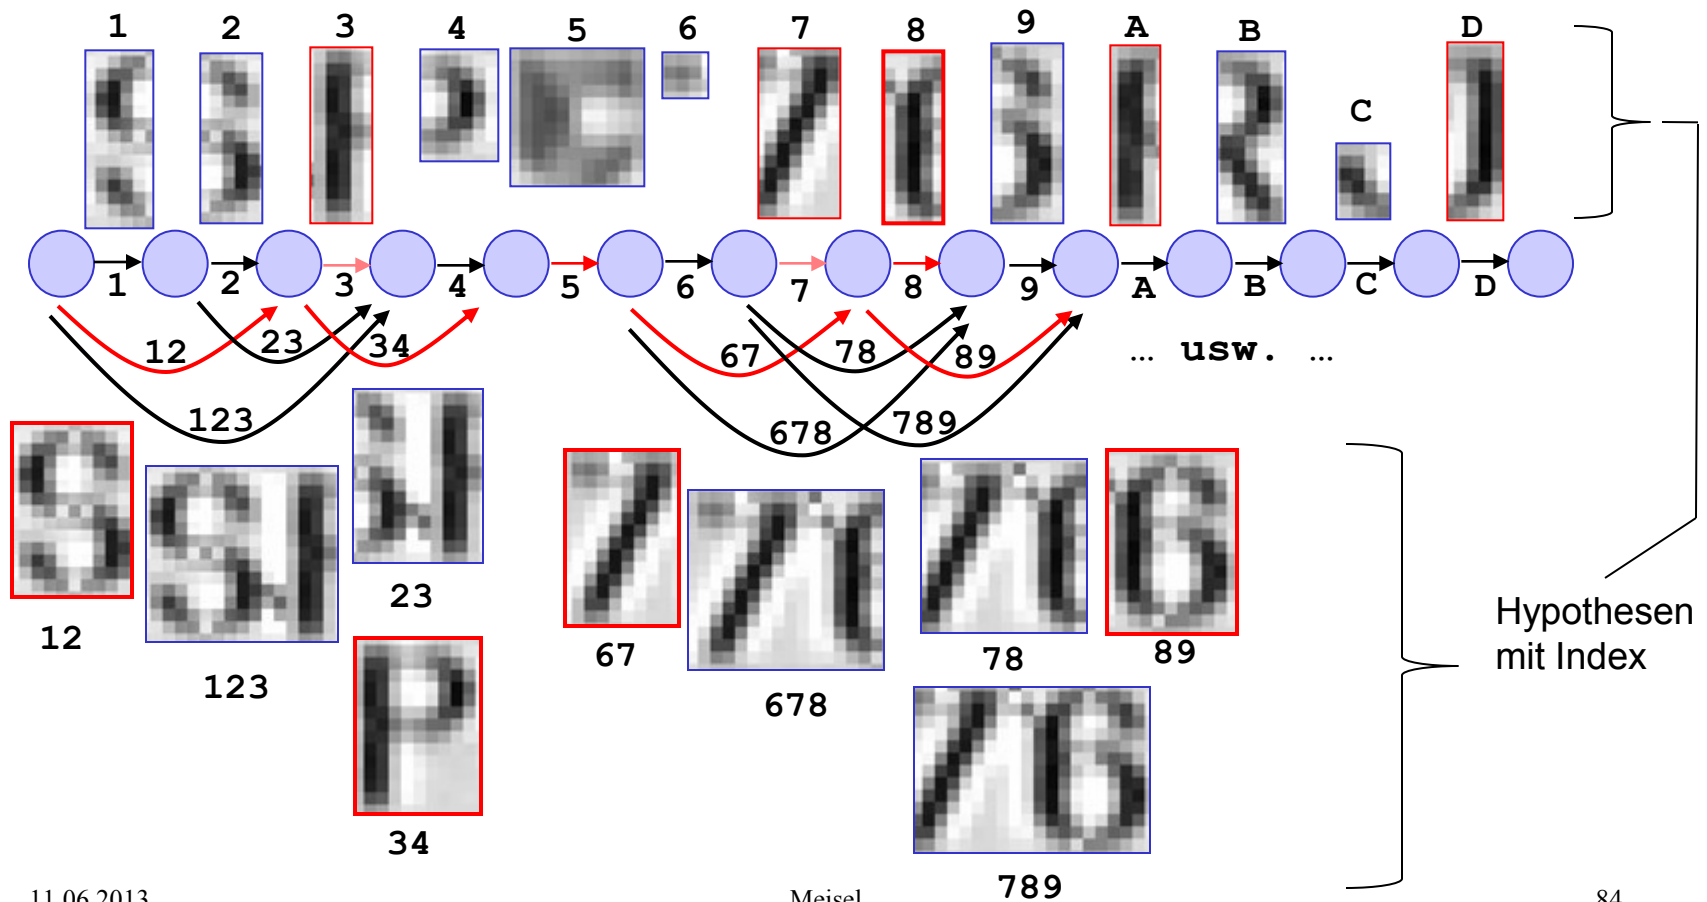 1 2 3 4 5 6 7 8 9 A B C D
1 2 3 4 5 6 7 8 9 A B C D
12 23 34 67 78 89
... usw. ...
123 678 789
23
12
123
34
67
678
78
89
789
Hypothesen
mit Index
11.06.2013 Meisel 84